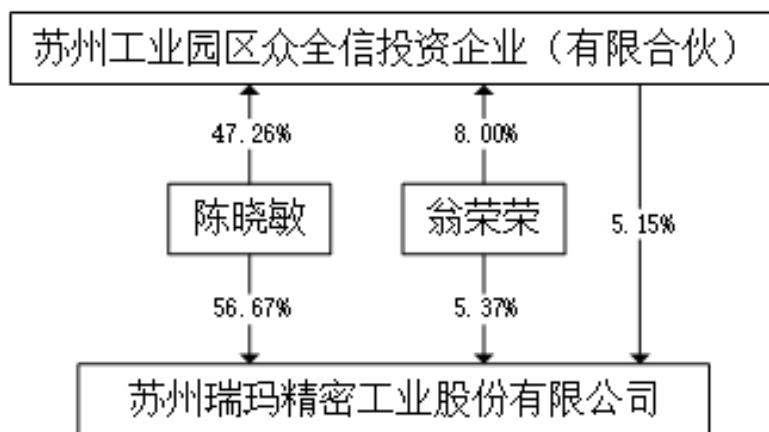 苏州工业园区众全信投资企业（有限合伙）
47.26%
8.00%
陈晓敏
翁荣荣
5.15%
56.67%
5.37%
苏州瑞玛精密工业股份有限公司